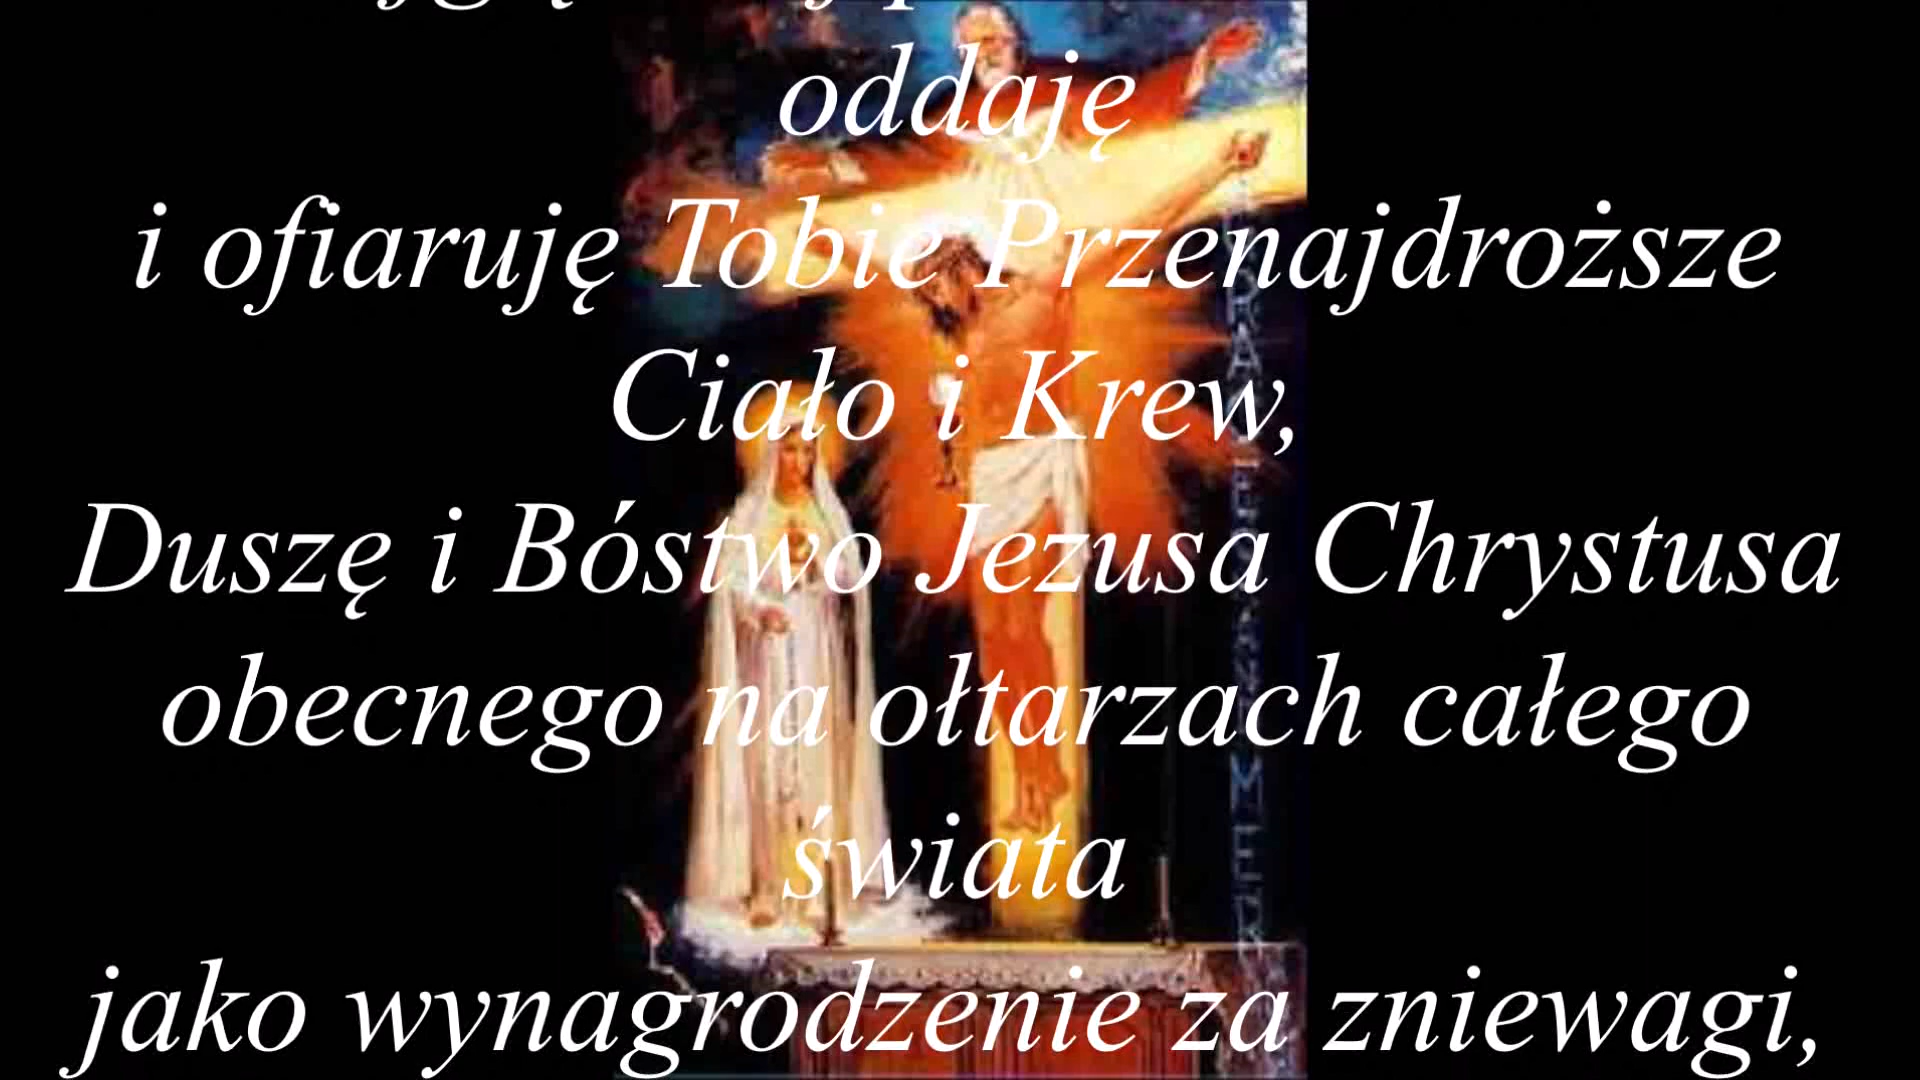 oddaję
i ofiaruję Tobie Przenajdroższe
Ciało i Krew,
Duszę i Bóstwo Jezusa Chrystusa
obecnego na ołtarzach całego
świata
jako wynagrodzenie za zniewagi,